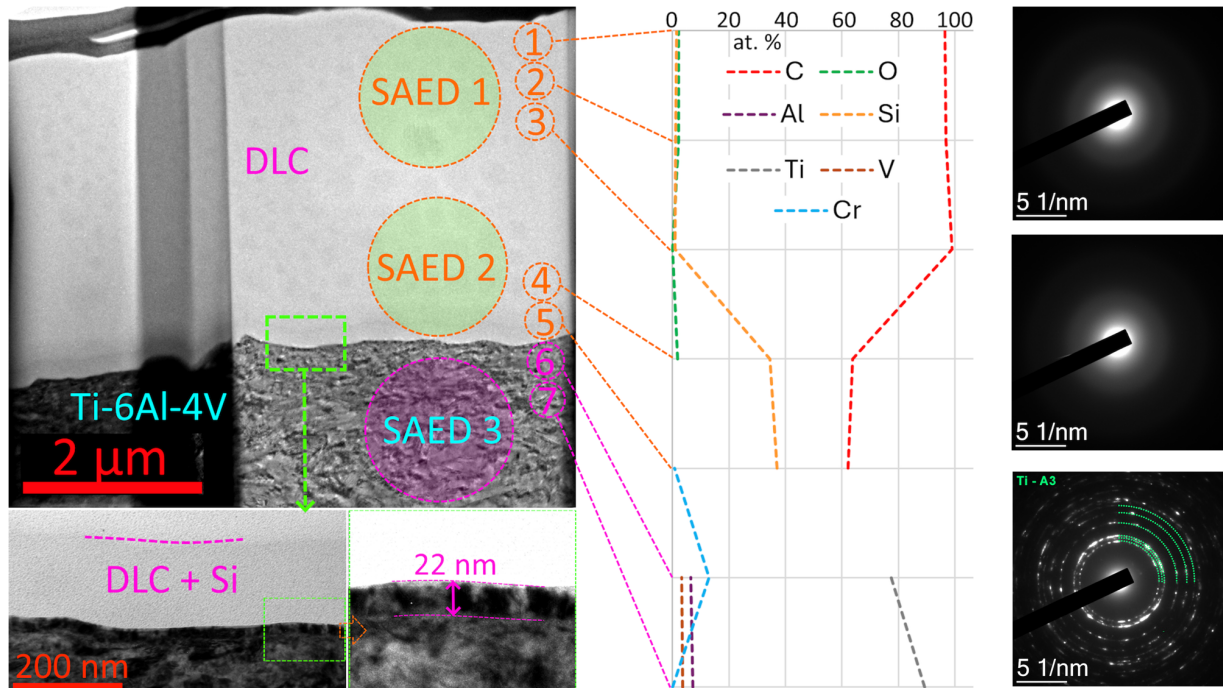 SAED 1
SAED 2
DLC
SAED 3
Ti-6Al-4V
2 µm
1
2
3
4
5
6
7
DLC + Si
200 nm
22 nm
0 20 40 60 80 100
at. %
C O
Al Si
Ti V
Cr
5 1/nm
5 1/nm
Ti - A3
5 1/nm